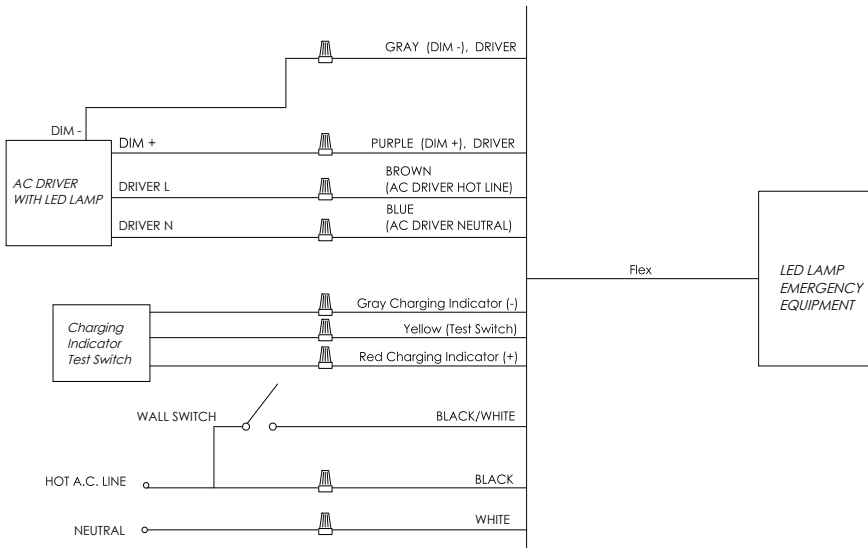 GRAY (DIM -), DRIVER
DIM -
DIM +
PURPLE (DIM +), DRIVER
AC DRIVER
WITH LED LAMP
DRIVER L
BROWN
(AC DRIVER HOT LINE)
DRIVER N
BLUE
(AC DRIVER NEUTRAL)
Flex
LED LAMP
EMERGENCY
EQUIPMENT
Charging
Indicator
Test Switch
Gray Charging Indicator (-)
Yellow (Test Switch)
Red Charging Indicator (+)
WALL SWITCH
BLACK/WHITE
HOT A.C. LINE
BLACK
NEUTRAL
WHITE